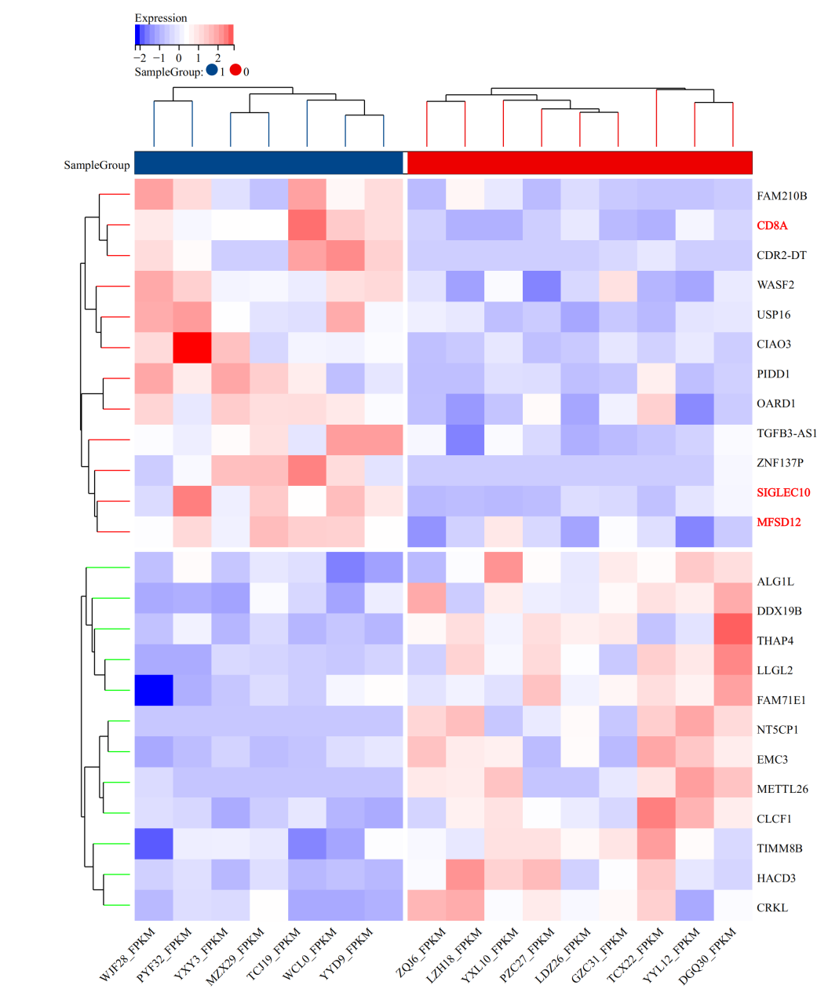 Expression
−2 −1 0 1 2
SampleGroup: 1 0
SampleGroup
FAM210B
CD8A
CDR2-DT
WASF2
USP16
CIAO3
PIDD1
OARD1
TGFB3-AS1
ZNF137P
SIGLEC10
MFSD12
ALG1L
DDX19B
THAP4
LLGL2
FAM71E1
NT5CP1
EMC3
METTL26
CLCF1
TIMM8B
HACD3
CRKL
WJF28_FPKM
PYF32_FPKM
YXY3_FPKM
MZX29_FPKM
TCJ19_FPKM
WCL0_FPKM
YYD9_FPKM
ZQJ6_FPKM
LZH18_FPKM
YXL10_FPKM
PZC27_FPKM
LDZ26_FPKM
GZC31_FPKM
TCX22_FPKM
YYL12_FPKM
DGQ30_FPKM